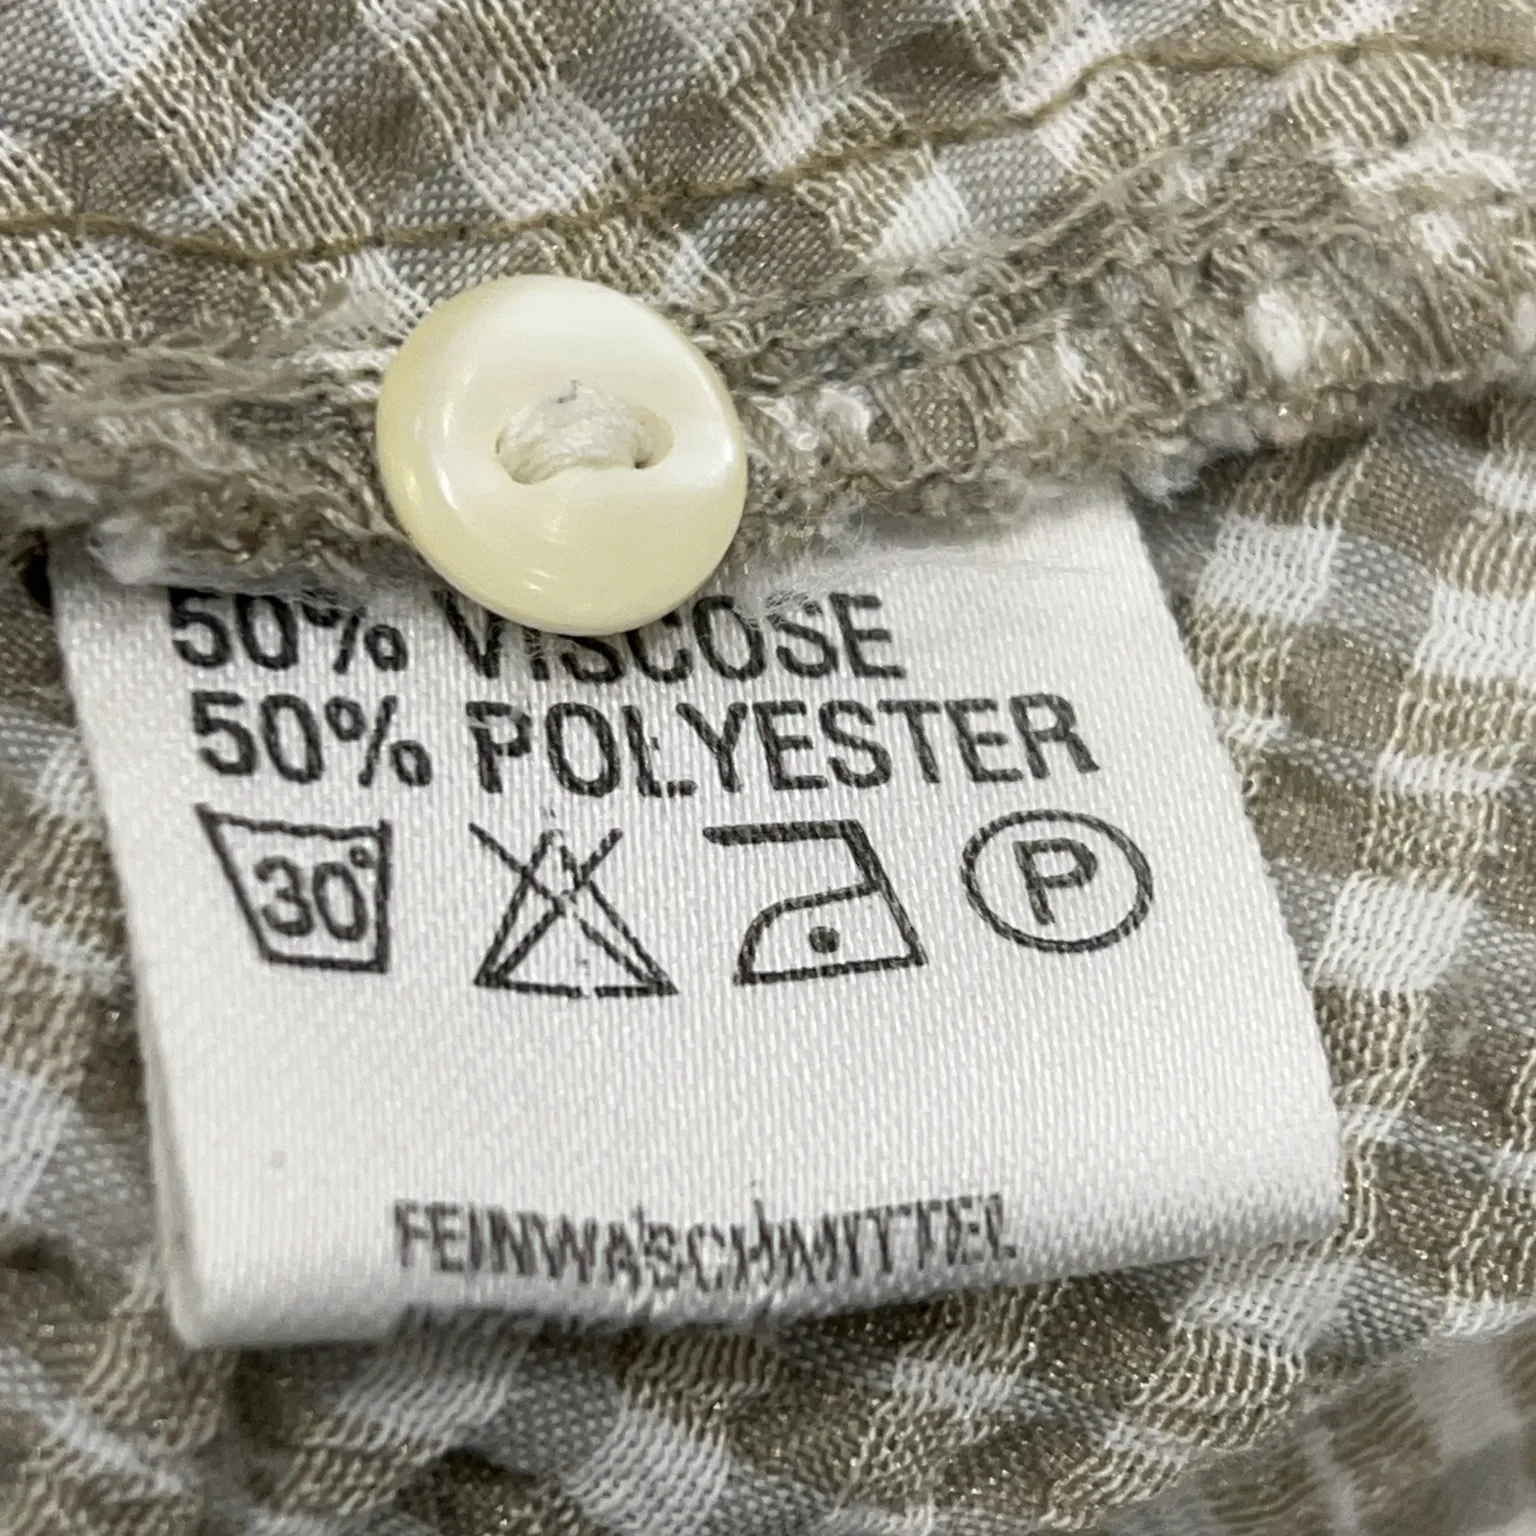 50% VISCOSE
50% POLYESTER
30° P
FEINWASCHMITTEL